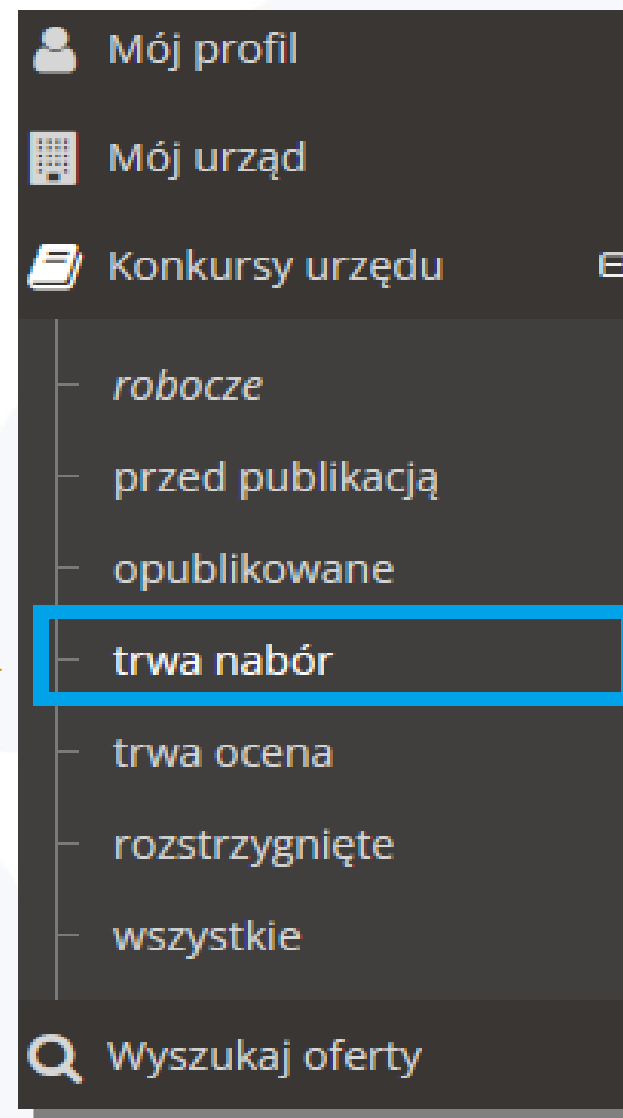 Mój profil
Mój urząd
Konkursy urzędu
robocze
przed publikacją
opublikowane
trwa nabór
trwa ocena
rozstrzygnięte
wszystkie
Wyszukaj oferty